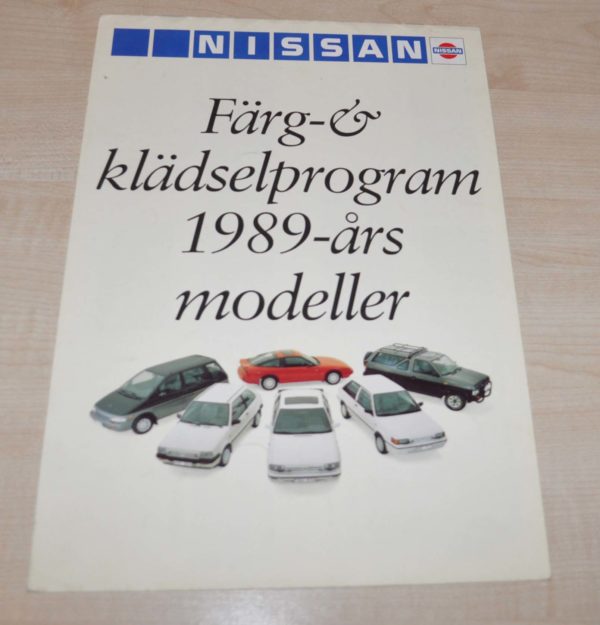 NISSAN NISSAN
Färg-&
klädselprogram
1989-års
modeller